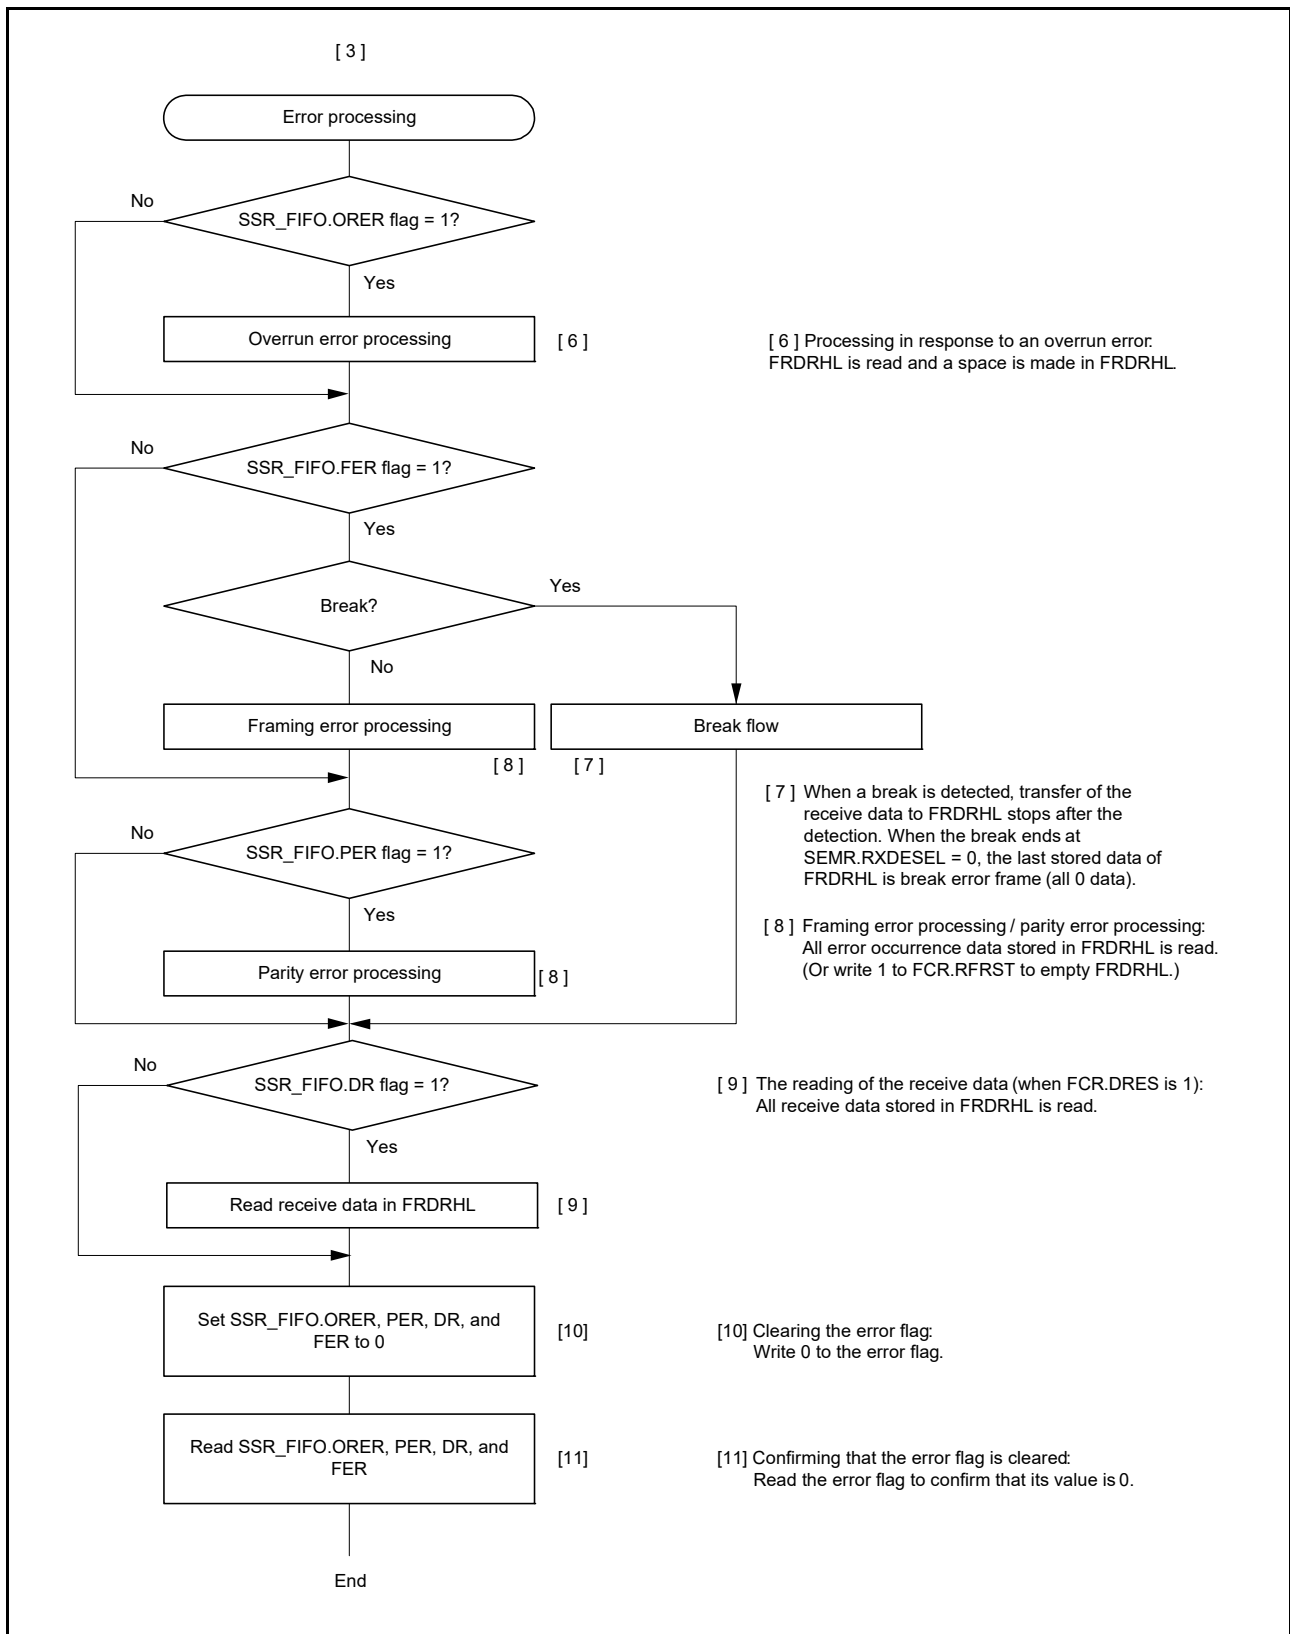 [ 3 ]
Error processing
No
SSR_FIFO.ORER flag = 1?
Yes
Overrun error processing
[ 6 ]
[ 6 ] Processing in response to an overrun error:
FRDRHL is read and a space is made in FRDRHL.
No
SSR_FIFO.FER flag = 1?
Yes
Break?
Yes
No
Framing error processing
Break flow
[ 8 ]
[ 7 ]
[ 7 ] When a break is detected, transfer of the
receive data to FRDRHL stops after the
detection. When the break ends at
SEMR.RXDESEL = 0, the last stored data of
FRDRHL is break error frame (all 0 data).
No
SSR_FIFO.PER flag = 1?
Yes
[ 8 ] Framing error processing / parity error processing:
All error occurrence data stored in FRDRHL is read.
(Or write 1 to FCR.RFRST to empty FRDRHL.)
Parity error processing
[ 8 ]
No
SSR_FIFO.DR flag = 1?
Yes
[ 9 ] The reading of the receive data (when FCR.DRES is 1):
All receive data stored in FRDRHL is read.
Read receive data in FRDRHL
[ 9 ]
Set SSR_FIFO.ORER, PER, DR, and
FER to 0
[10]
[10] Clearing the error flag:
Write 0 to the error flag.
Read SSR_FIFO.ORER, PER, DR, and
FER
[11]
[11] Confirming that the error flag is cleared:
Read the error flag to confirm that its value is 0.
End